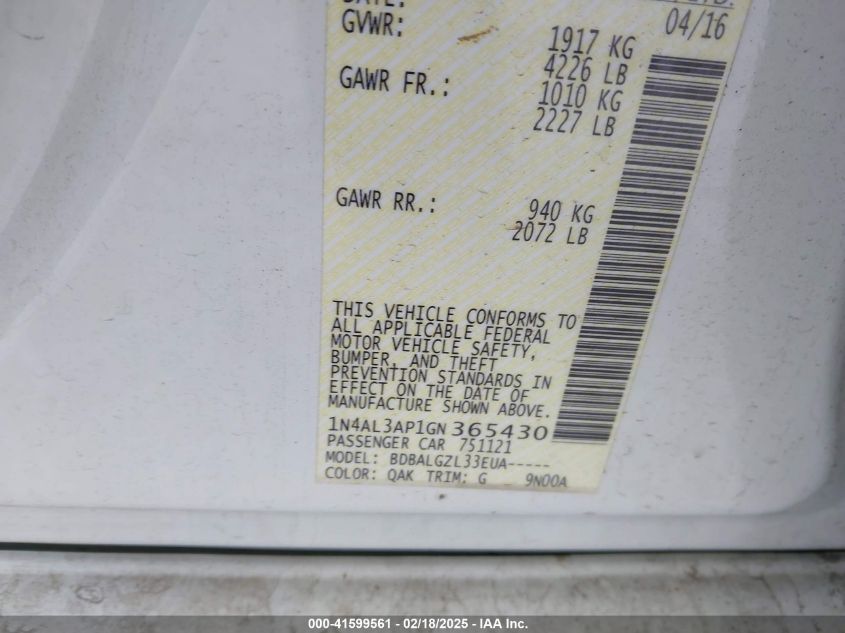 DATE:
04/16
GVWR: 1917 KG
4226 LB
GAWR FR.: 1010 KG
2227 LB
GAWR RR.: 940 KG
2072 LB
THIS VEHICLE CONFORMS TO
ALL APPLICABLE FEDERAL
MOTOR VEHICLE SAFETY,
BUMPER, AND THEFT
PREVENTION STANDARDS IN
EFFECT ON THE DATE OF
MANUFACTURE SHOWN ABOVE.
1N4AL3AP1GN 365430
PASSENGER CAR 751121
MODEL: BDBALGZL33EUA-----
COLOR: QAK TRIM: G 9N00A
000-41599561 - 02/18/2025 - IAA Inc.